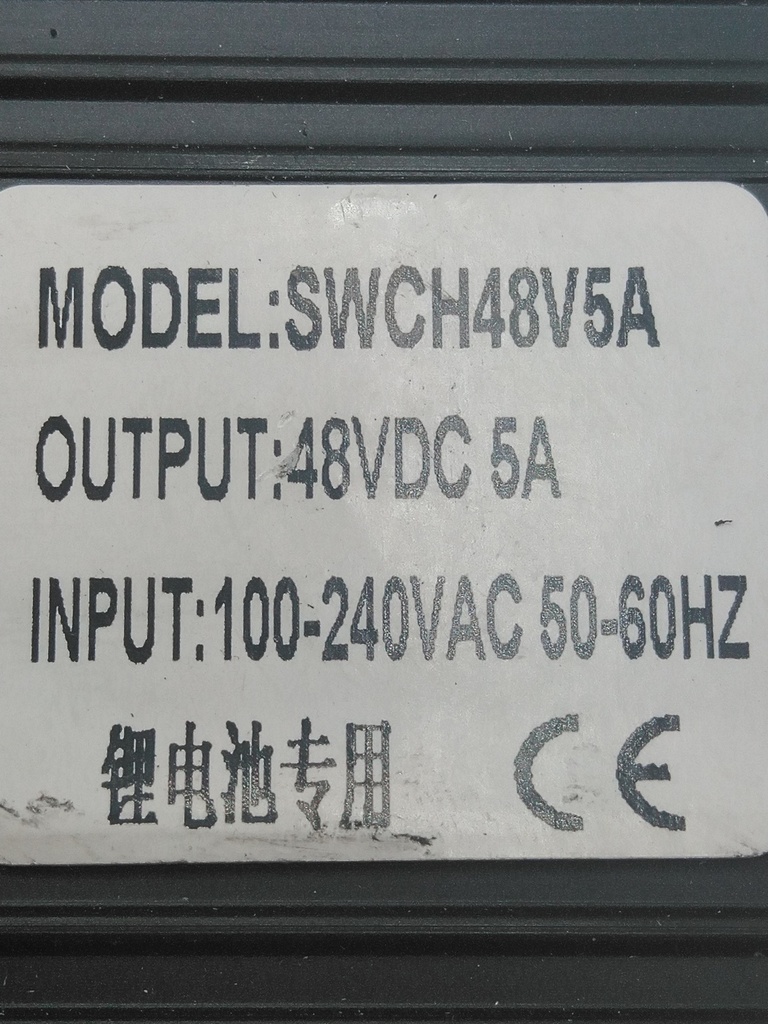 MODEL:SWCH48V5A
OUTPUT:48VDC 5A
INPUT:100-240VAC 50-60HZ
锂电池专用 CE